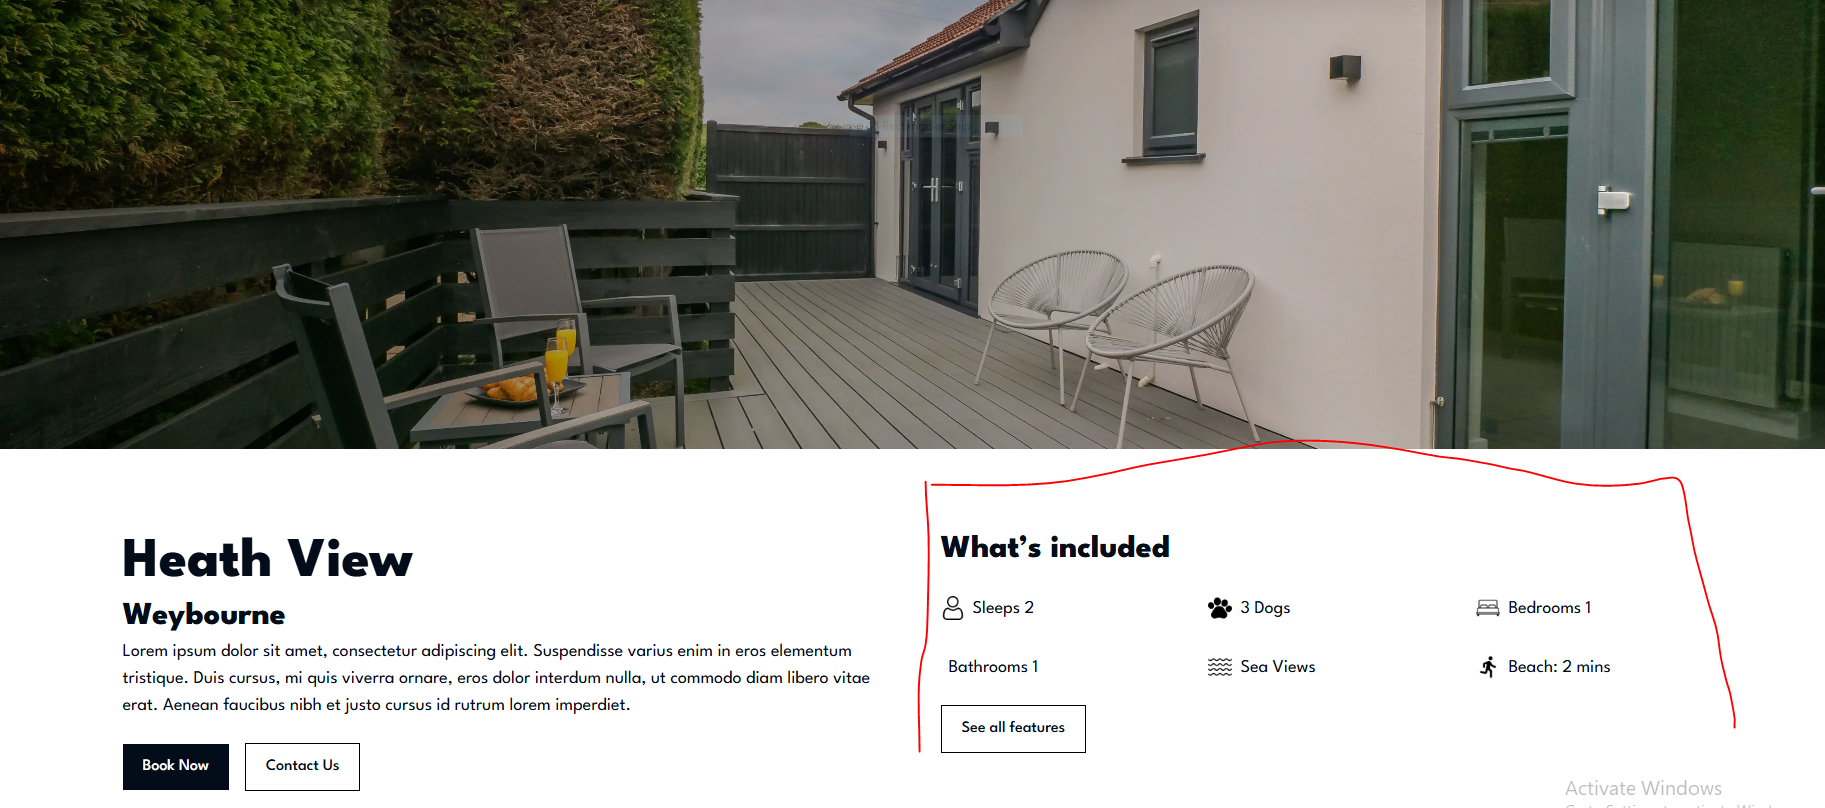 Heath View
Weybourne
Lorem ipsum dolor sit amet, consectetur adipiscing elit. Suspendisse varius enim in eros elementum
tristique. Duis cursus, mi quis viverra ornare, eros dolor interdum nulla, ut commodo diam libero vitae
erat. Aenean faucibus nibh et justo cursus id rutrum lorem imperdiet.
Book Now
Contact Us
What's included
Sleeps 2
3 Dogs
Bedrooms 1
Bathrooms 1
Sea Views
Beach: 2 mins
See all features
Activate Windows